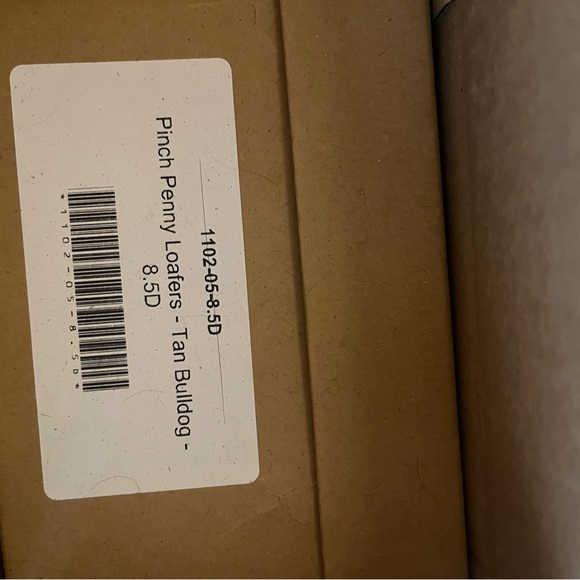 1102-05-8.5D
Pinch Penny Loafers - Tan Bulldog -
8.5D
*1102-05-8.5D*